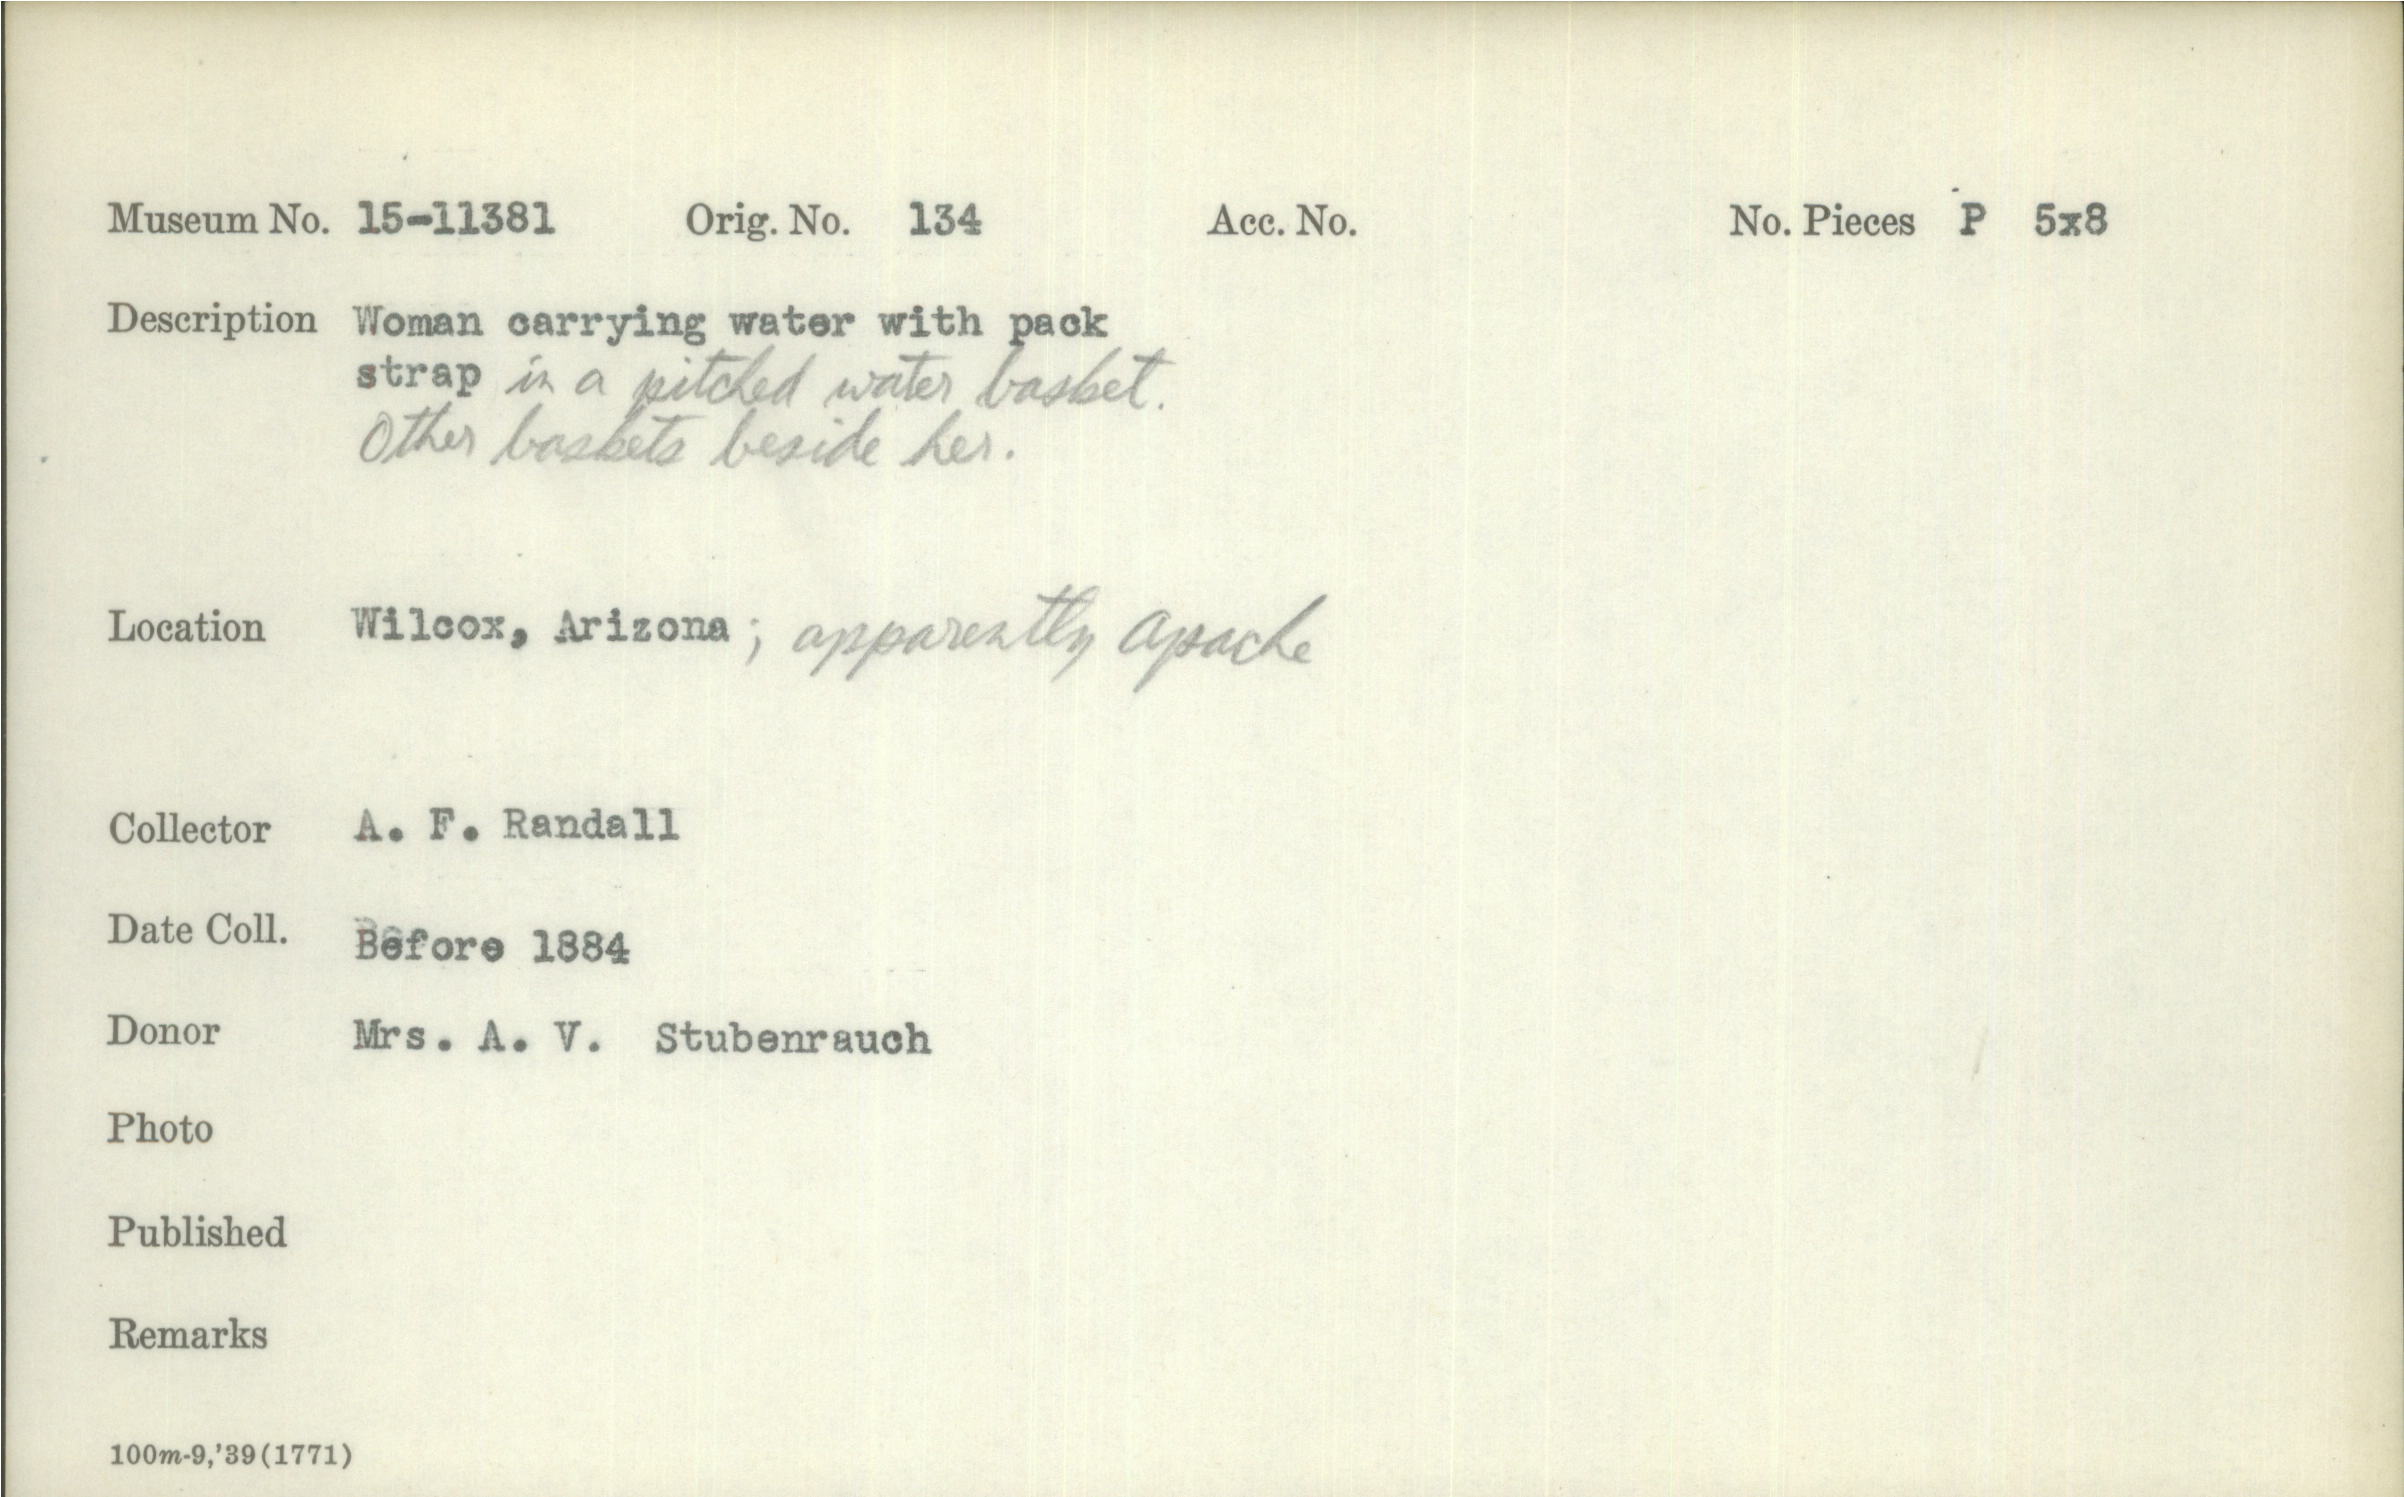 Museum No. 15-11381 Orig. No. 134 Acc. No. No. Pieces P 5x8
Description Woman carrying water with pack
strap in a pitched water basket.
Other baskets beside her.
Location Wilcox, Arizona; apparently Apache
Collector A. F. Randall
Date Coll. Before 1884
Donor Mrs. A. V. Stubenrauch
Photo
Published
Remarks
100m-9,'39(1771)